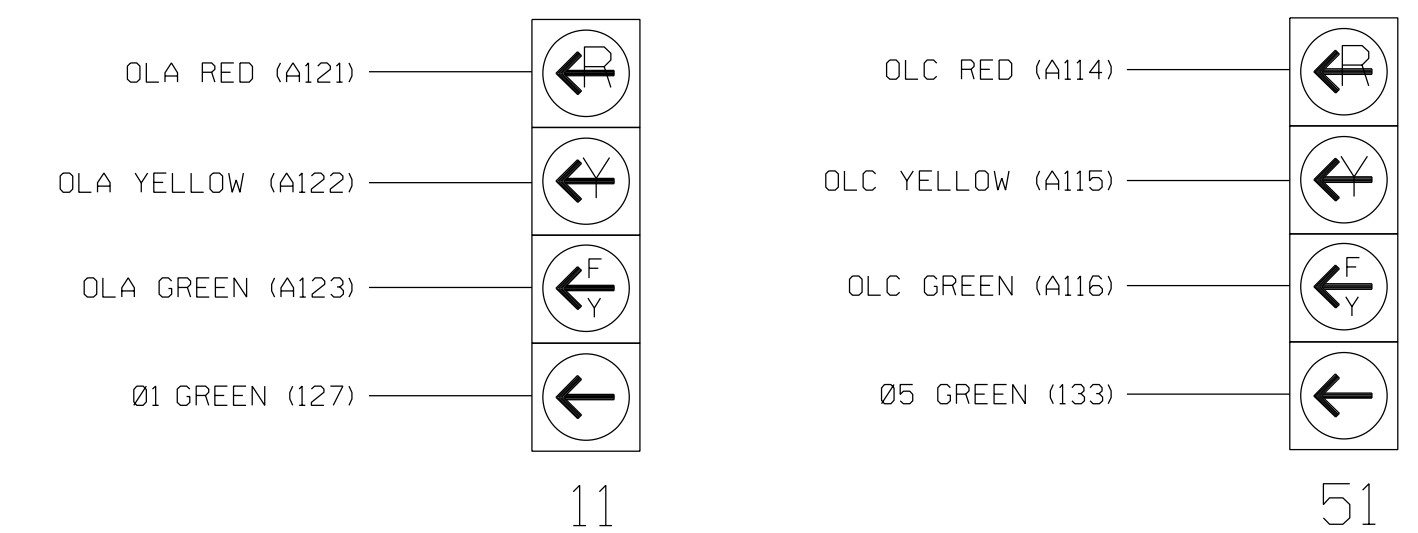 OLA RED (A121)
R
OLA YELLOW (A122)
Y
OLA GREEN (A123)
F
Y
Ø1 GREEN (127)
11
OLC RED (A114)
R
OLC YELLOW (A115)
Y
OLC GREEN (A116)
F
Y
Ø5 GREEN (133)
51